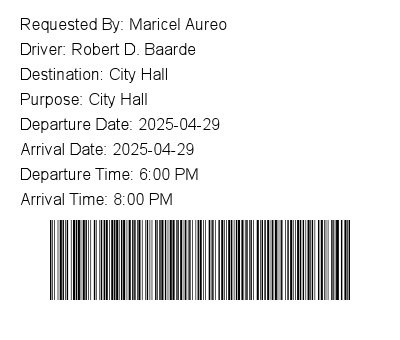 Requested By: Maricel Aureo
Driver: Robert D. Baarde
Destination: City Hall
Purpose: City Hall
Departure Date: 2025-04-29
Arrival Date: 2025-04-29
Departure Time: 6:00 PM
Arrival Time: 8:00 PM